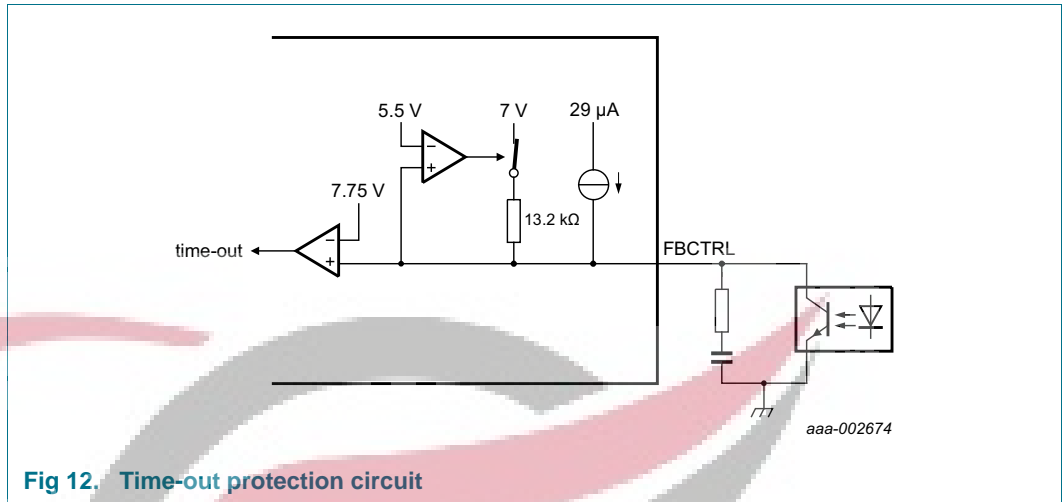 5.5 V 7 V 29 μA
7.75 V
13.2 kΩ
time-out
FBCTRL
aaa-002674
Fig 12. Time-out protection circuit